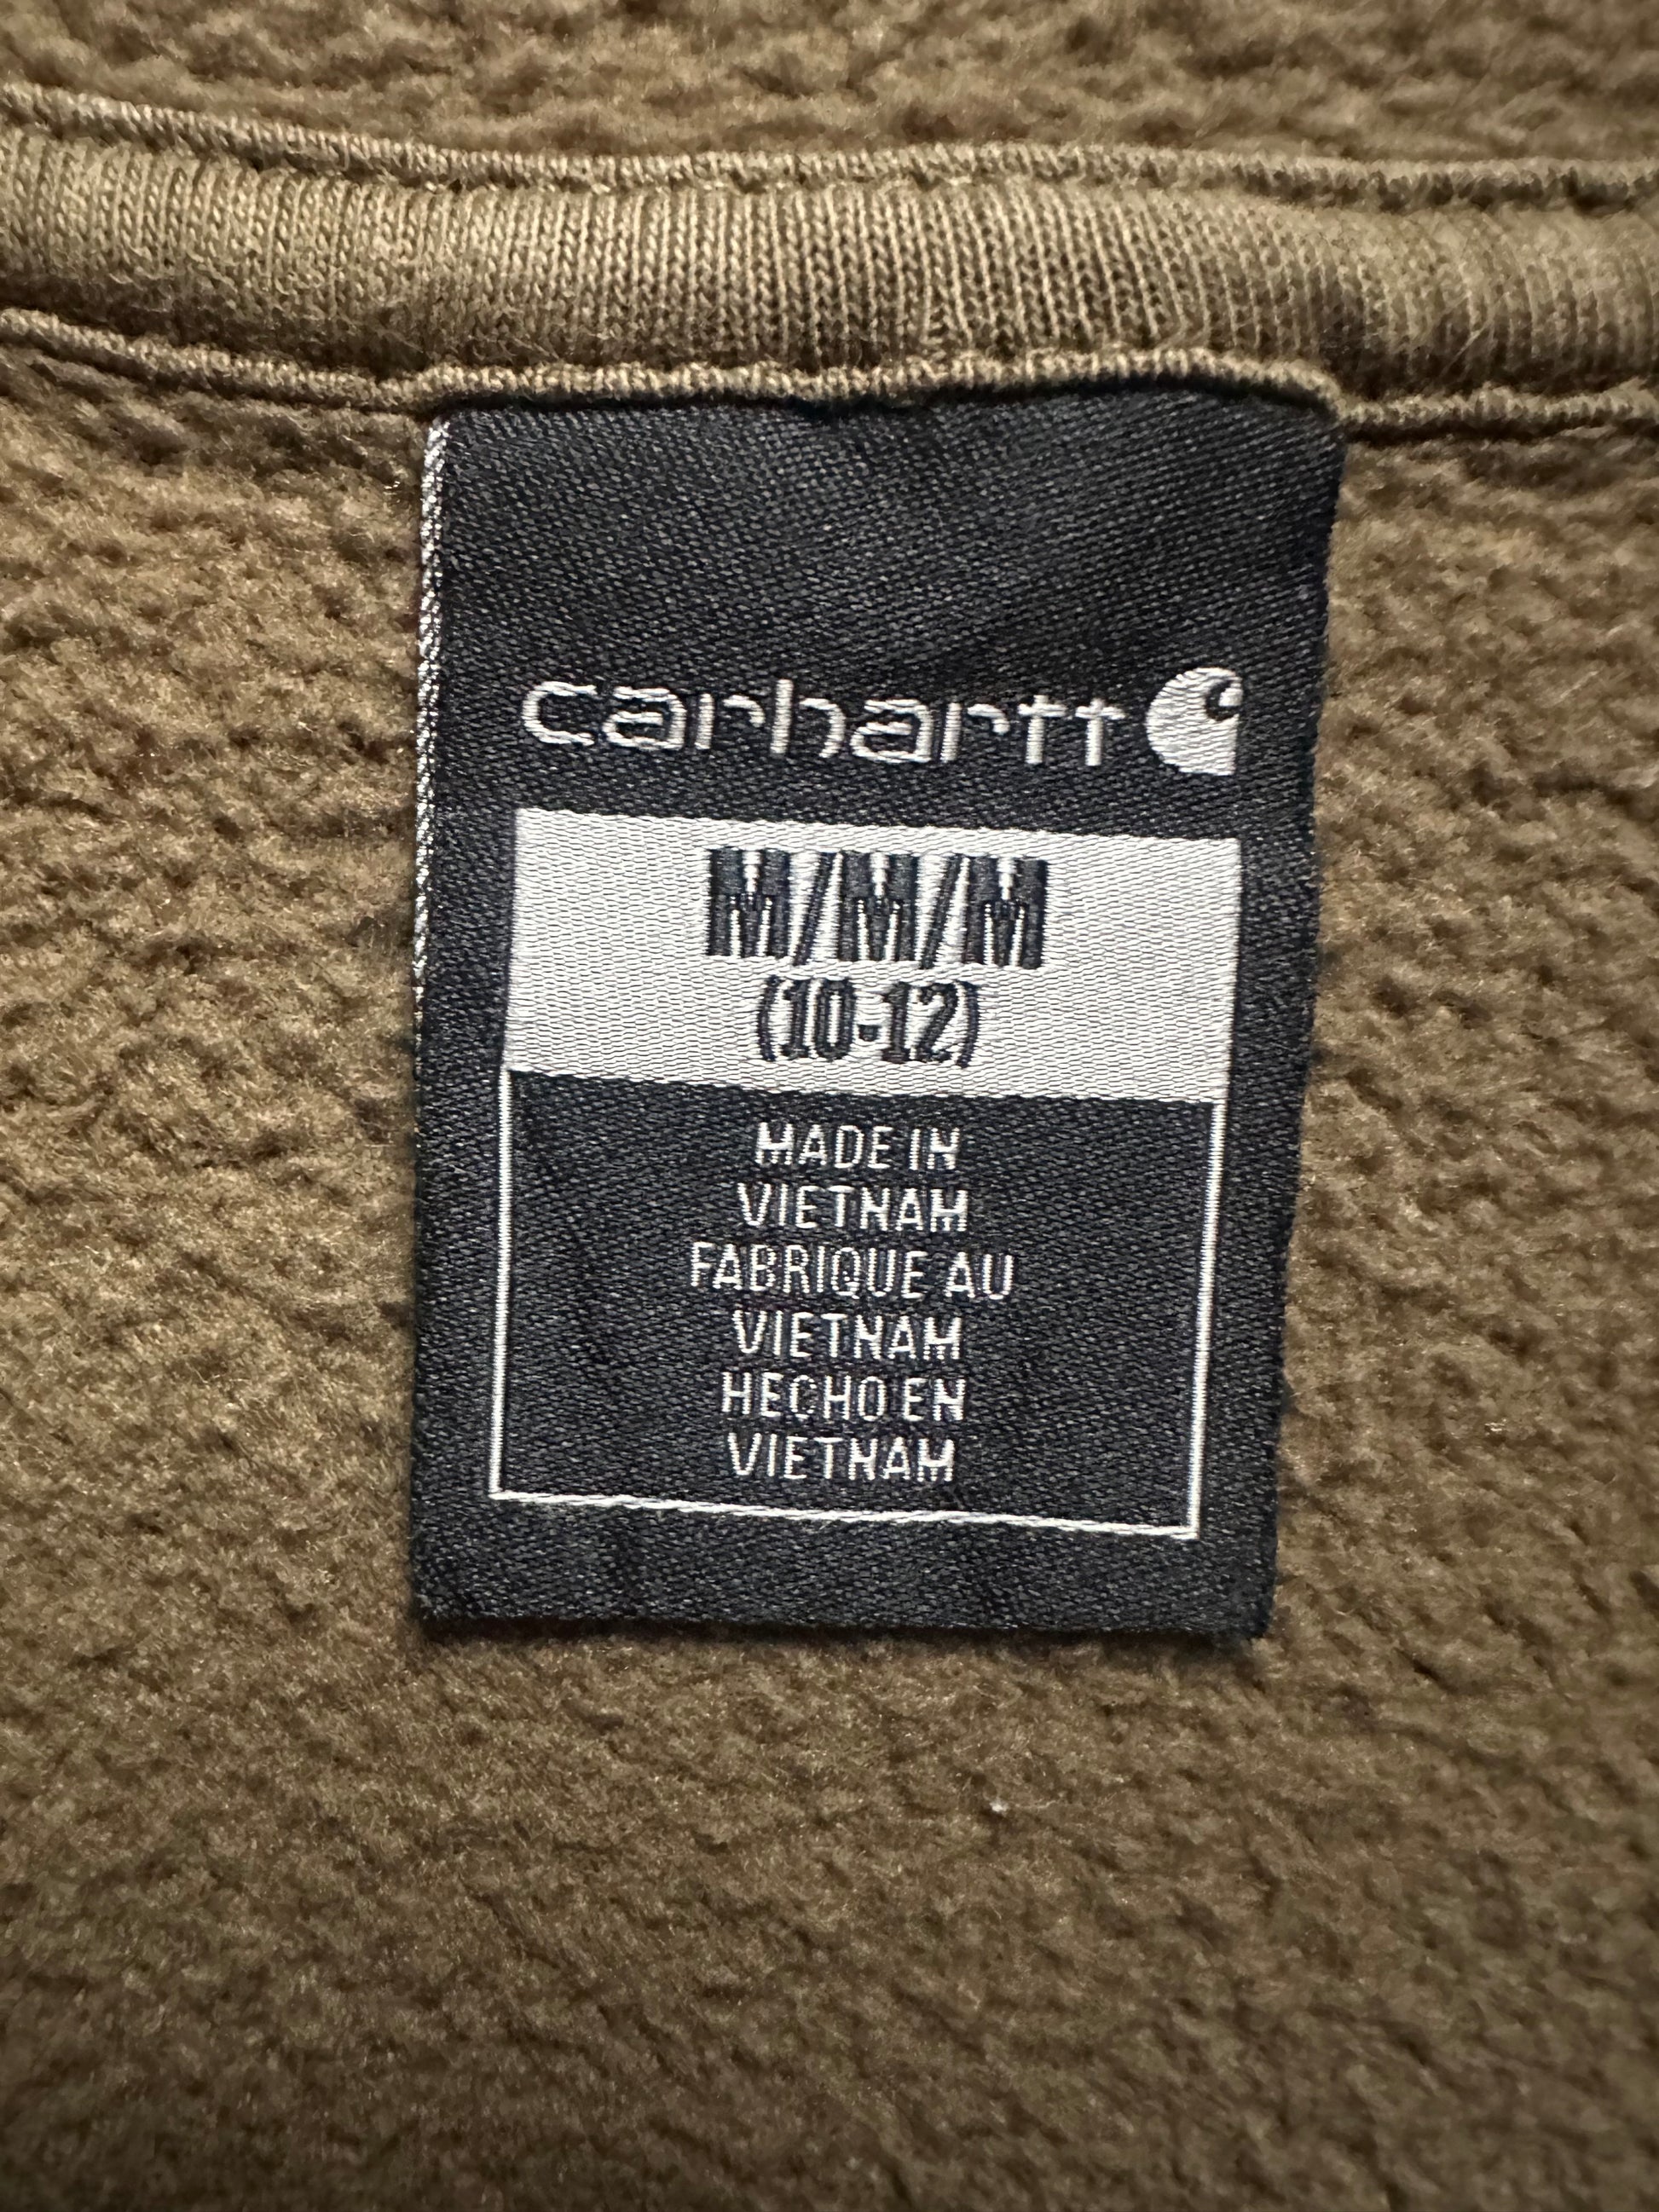 carhartt
M/M/M
(10-12)
MADE IN
VIETNAM
FABRIQUE AU
VIETNAM
HECHO EN
VIETNAM